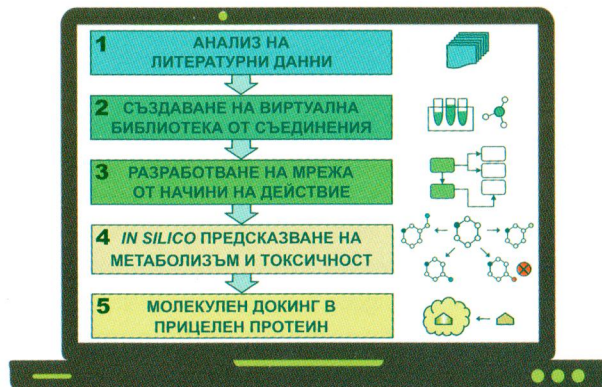 1 АНАЛИЗ НА
ЛИТЕРАТУРНИ ДАННИ
2 СЪЗДАВАНЕ НА ВИРТУАЛНА
БИБЛИОТЕКА ОТ СЪЕДИНЕНИЯ
3 РАЗРАБОТВАНЕ НА МРЕЖА
ОТ НАЧИНИ НА ДЕЙСТВИЕ
4 IN SILICO ПРЕДСКАЗВАНЕ НА
МЕТАБОЛИЗЪМ И ТОКСИЧНОСТ
5 МОЛЕКУЛЕН ДОКИНГ В
ПРИЦЕЛЕН ПРОТЕИН